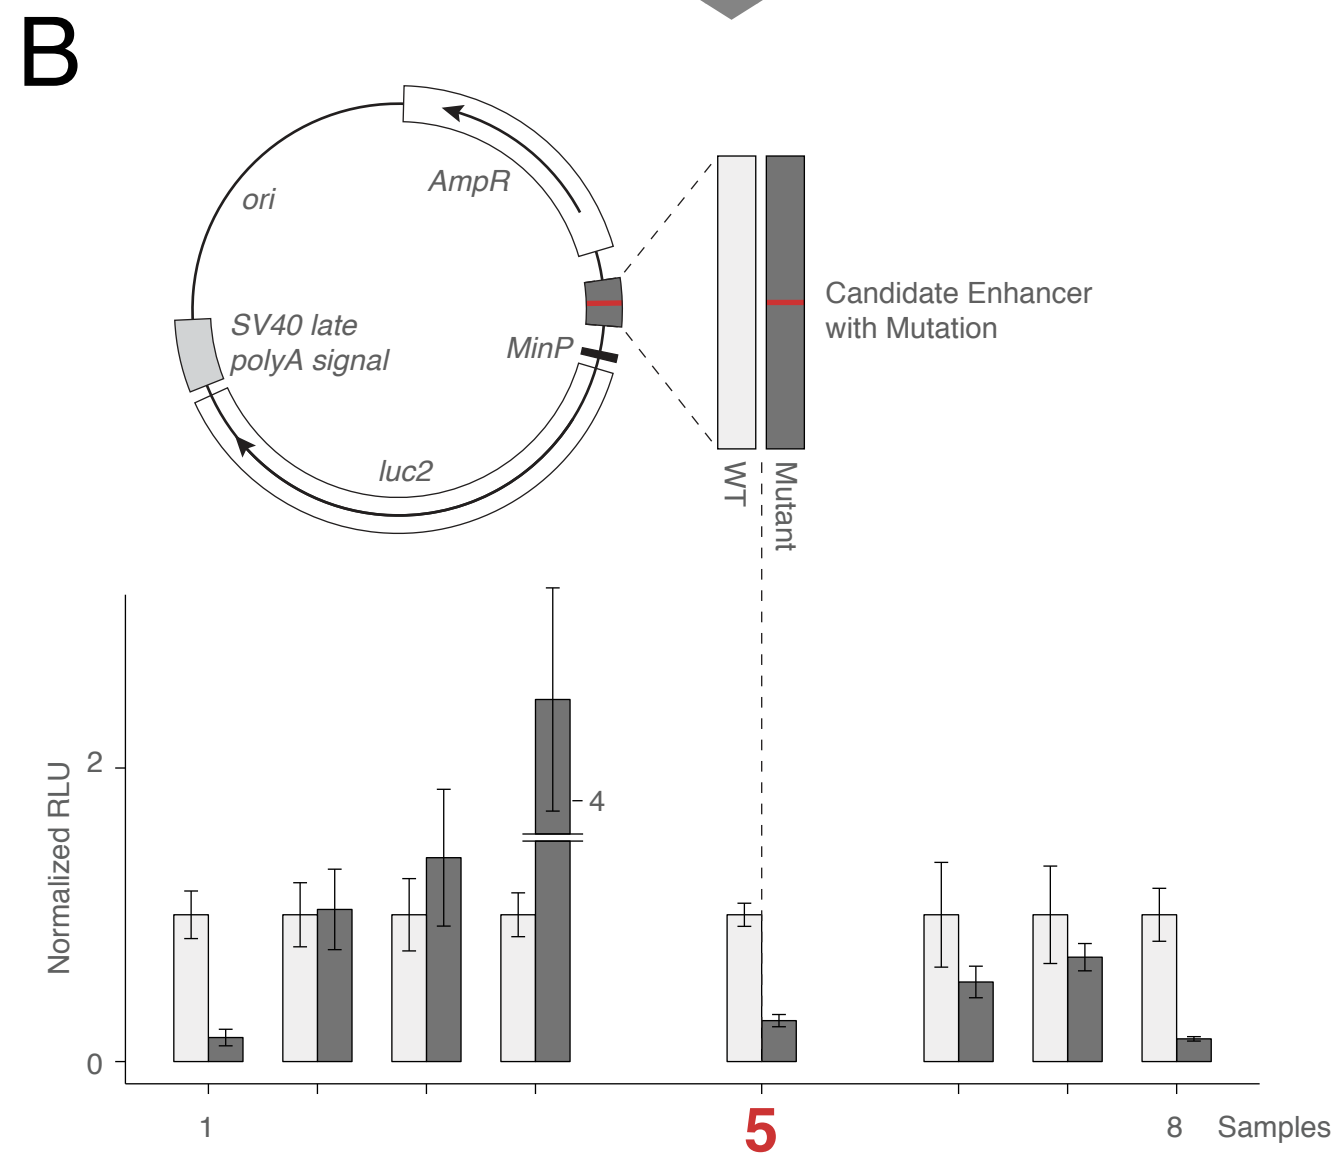 B
ori
AmpR
SV40 late
polyA signal
MinP
luc2
Candidate Enhancer
with Mutation
WT
Mutant
Normalized RLU
2
0
4
1
5
8
Samples